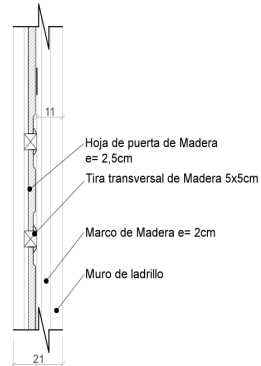 11
Hoja de puerta de Madera
e= 2,5cm
Tira transversal de Madera 5x5cm
Marco de Madera e= 2cm
Muro de ladrillo
21